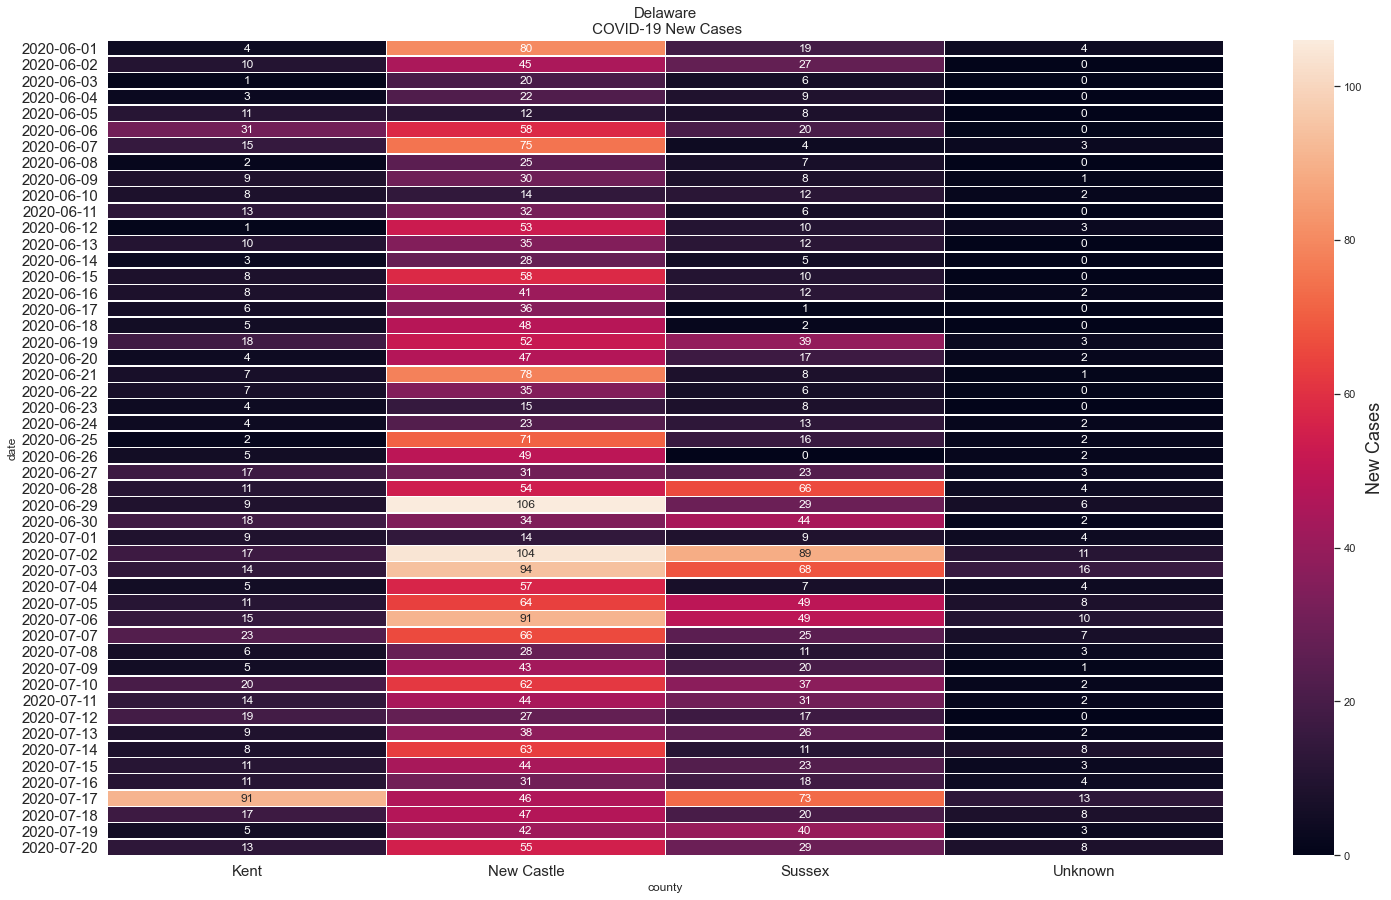 Delaware
COVID-19 New Cases
2020-06-01 4 80 19 4
2020-06-02 10 45 27 0
2020-06-03 1 20 6 0
2020-06-04 3 22 9 0
2020-06-05 11 12 8 0
2020-06-06 31 58 20 0
2020-06-07 15 75 4 3
2020-06-08 2 25 7 0
2020-06-09 9 30 8 1
2020-06-10 8 14 12 2
2020-06-11 13 32 6 0
2020-06-12 1 53 10 3
2020-06-13 10 35 12 0
2020-06-14 3 28 5 0
2020-06-15 8 58 10 0
2020-06-16 8 41 12 2
2020-06-17 6 36 1 0
2020-06-18 5 48 2 0
2020-06-19 18 52 39 3
2020-06-20 4 47 17 2
2020-06-21 7 78 8 1
2020-06-22 7 35 6 0
2020-06-23 4 15 8 0
2020-06-24 4 23 13 2
2020-06-25 2 71 16 2
2020-06-26 5 49 0 2
2020-06-27 17 31 23 3
2020-06-28 11 54 66 4
2020-06-29 9 106 29 6
2020-06-30 18 34 44 2
2020-07-01 9 14 9 4
2020-07-02 17 104 89 11
2020-07-03 14 94 68 16
2020-07-04 5 57 7 4
2020-07-05 11 64 49 8
2020-07-06 15 91 49 10
2020-07-07 23 66 25 7
2020-07-08 6 28 11 3
2020-07-09 5 43 20 1
2020-07-10 20 62 37 2
2020-07-11 14 44 31 2
2020-07-12 19 27 17 0
2020-07-13 9 38 26 2
2020-07-14 8 63 11 8
2020-07-15 11 44 23 3
2020-07-16 11 31 18 4
2020-07-17 91 46 73 13
2020-07-18 17 47 20 8
2020-07-19 5 42 40 3
2020-07-20 13 55 29 8
Kent New Castle Sussex Unknown
county
date
100
80
60
40
20
0
New Cases